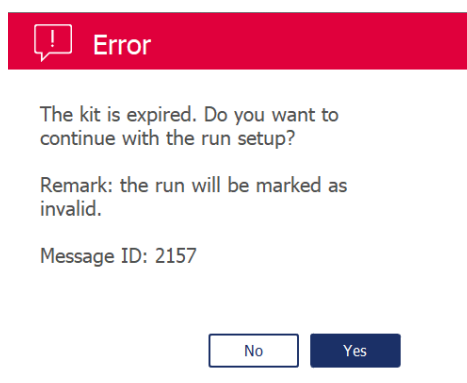 Error
The kit is expired. Do you want to
continue with the run setup?
Remark: the run will be marked as
invalid.
Message ID: 2157
No
Yes